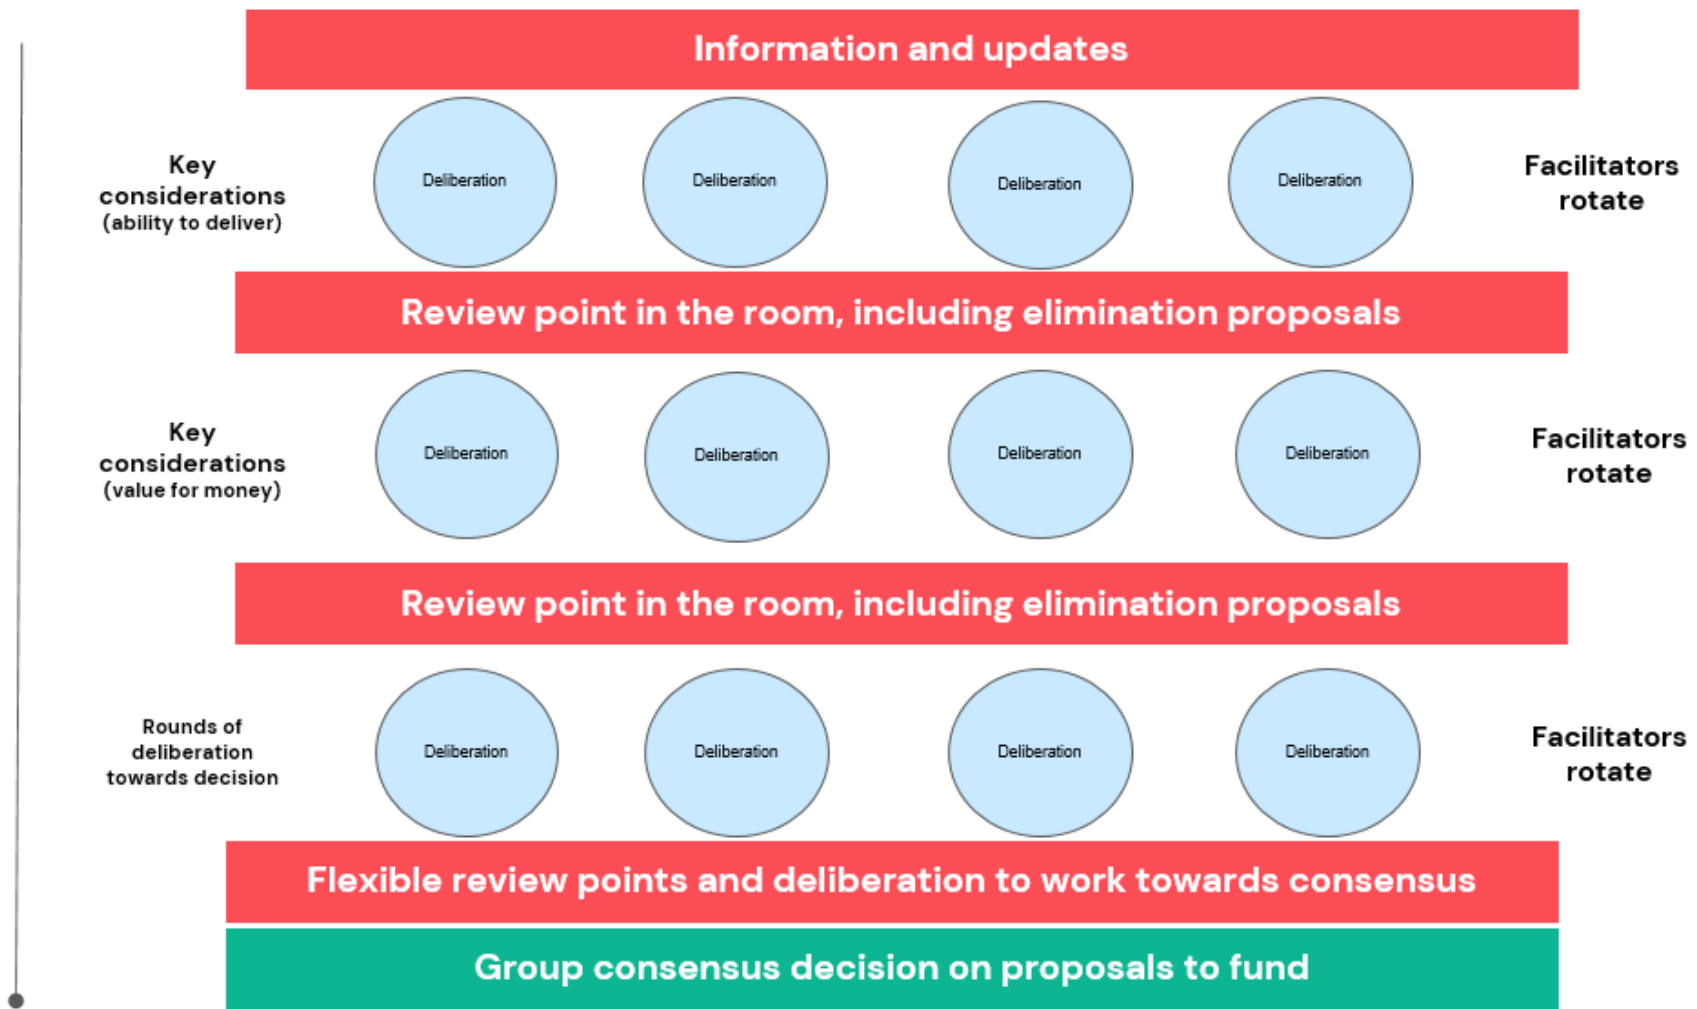 Information and updates
Key
considerations
(ability to deliver)
Deliberation
Deliberation
Deliberation
Deliberation
Facilitators
rotate
Review point in the room, including elimination proposals
Key
considerations
(value for money)
Deliberation
Deliberation
Deliberation
Deliberation
Facilitators
rotate
Review point in the room, including elimination proposals
Rounds of
deliberation
towards decision
Deliberation
Deliberation
Deliberation
Deliberation
Facilitators
rotate
Flexible review points and deliberation to work towards consensus
Group consensus decision on proposals to fund